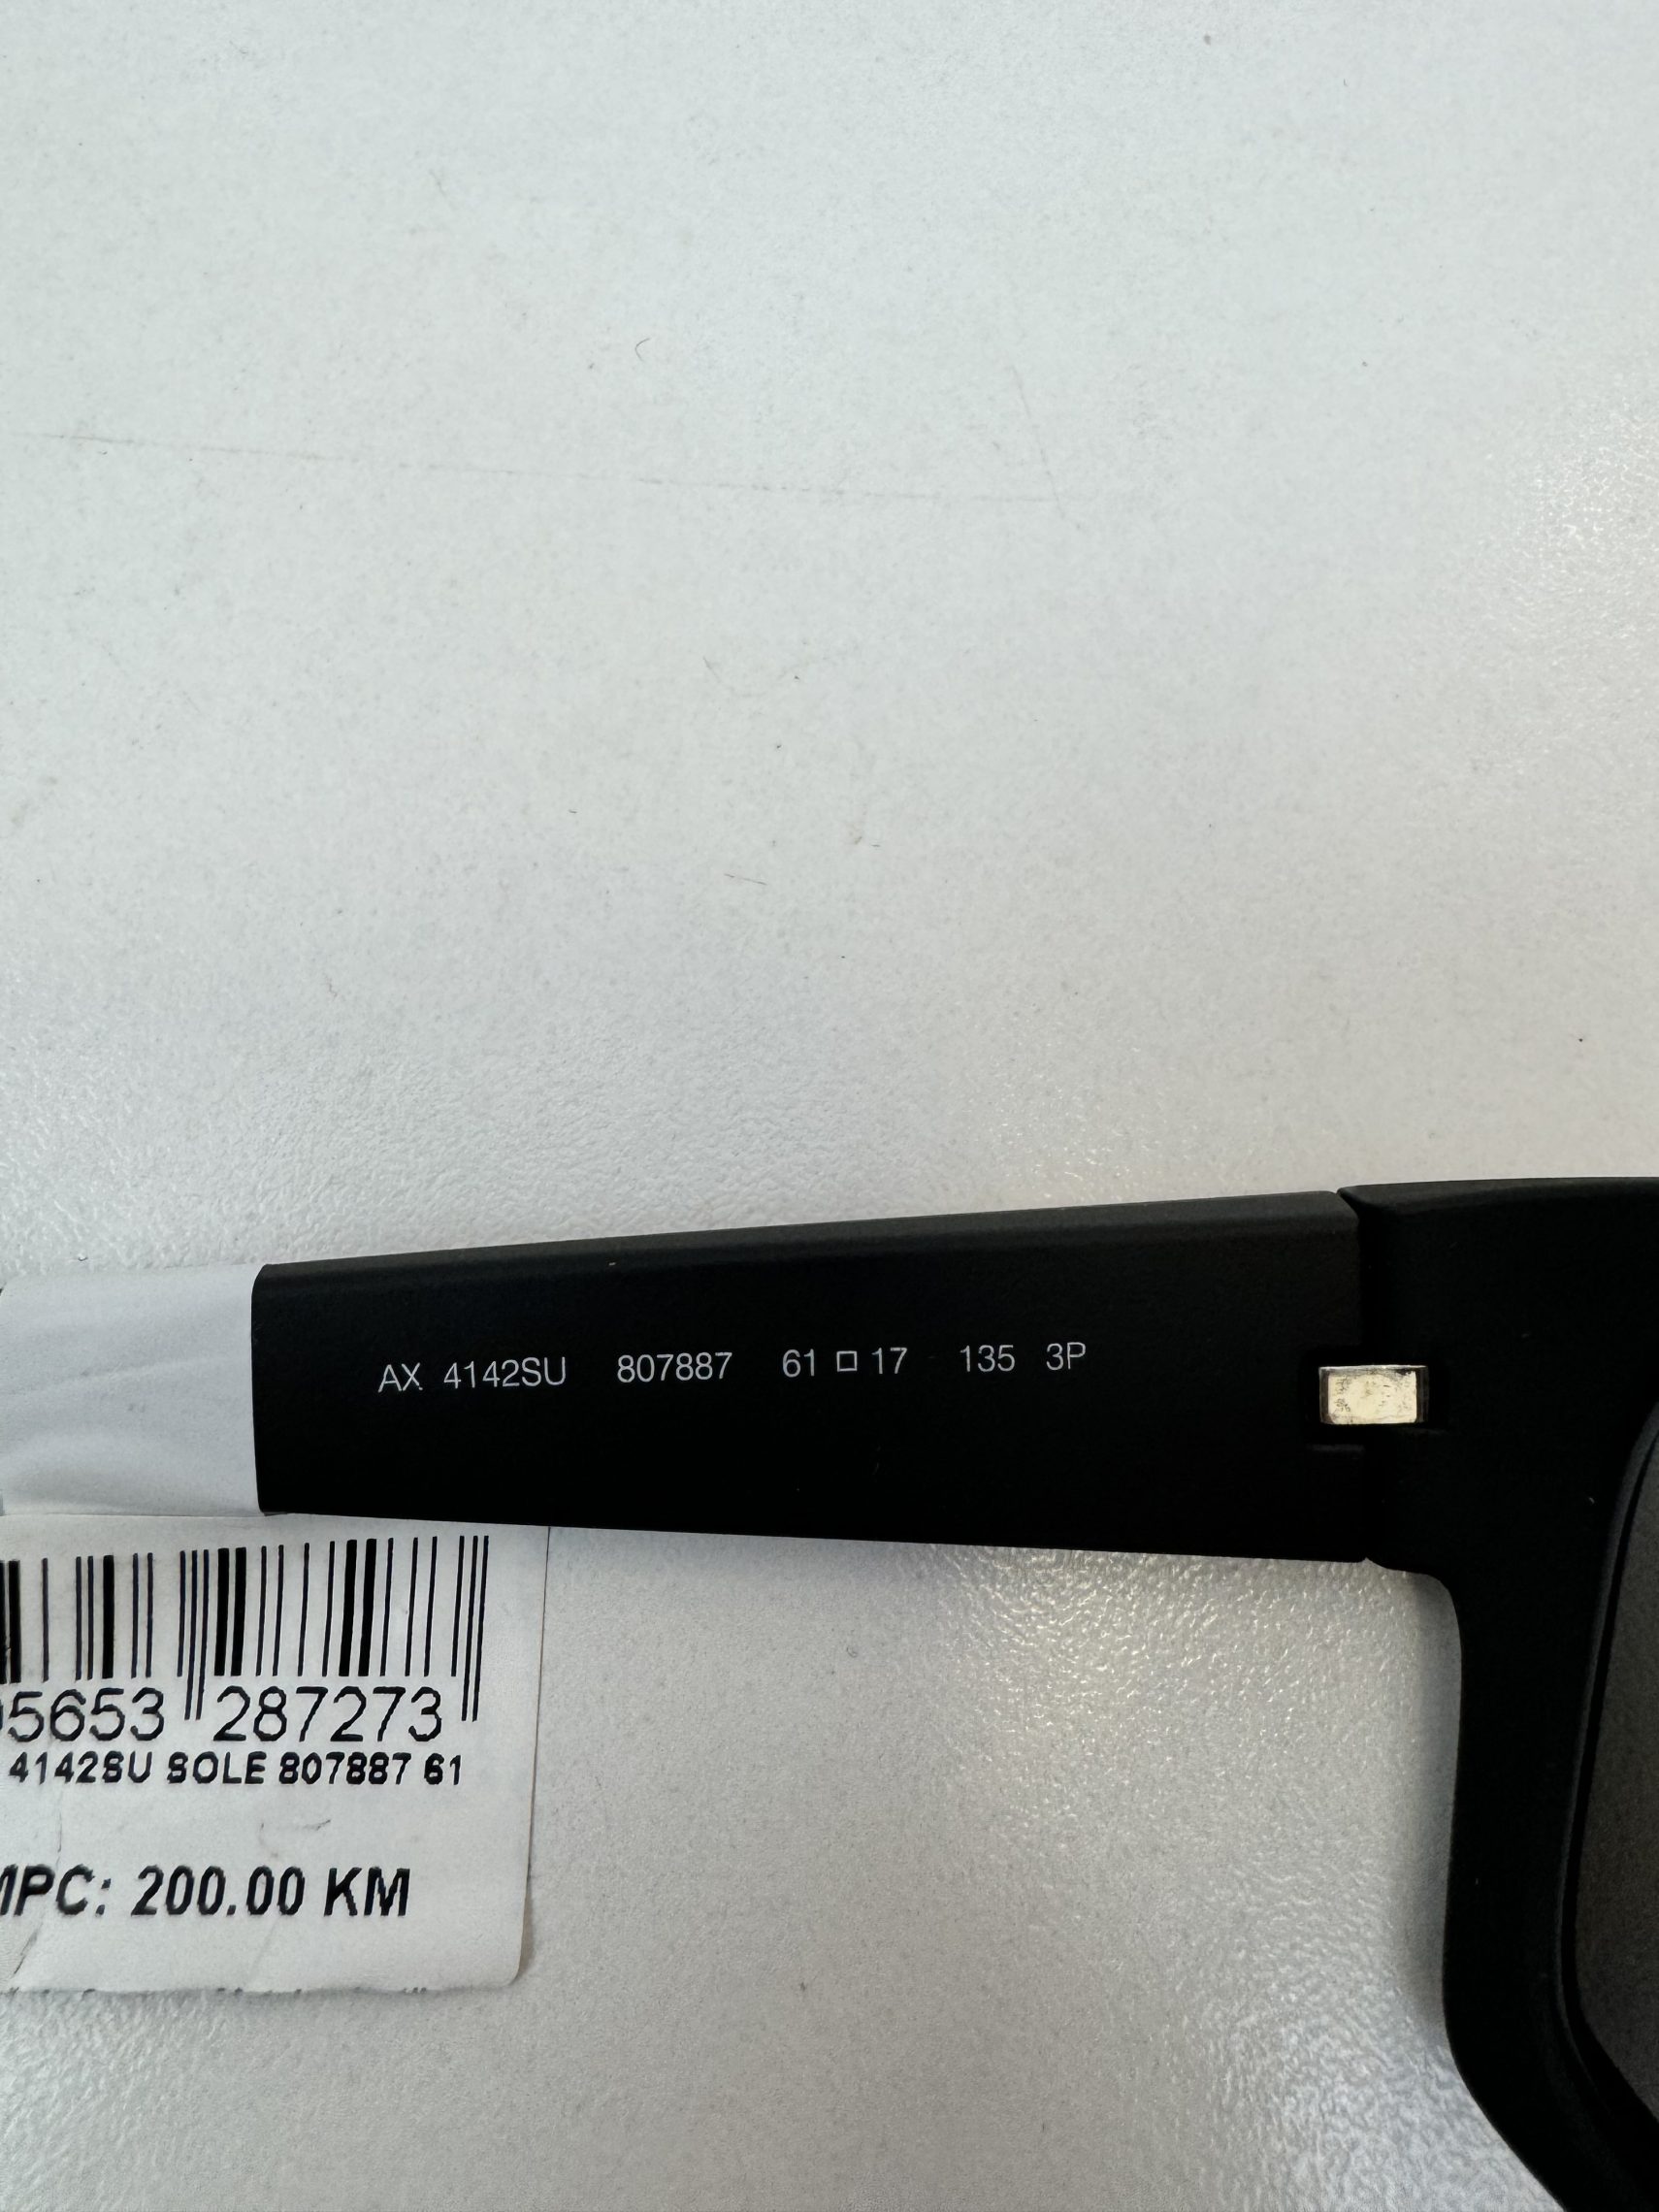 AX 4142SU 807887 61 □ 17 135 3P
5653 287273
4142SU SOLE 807887 61
MPC: 200.00 KM